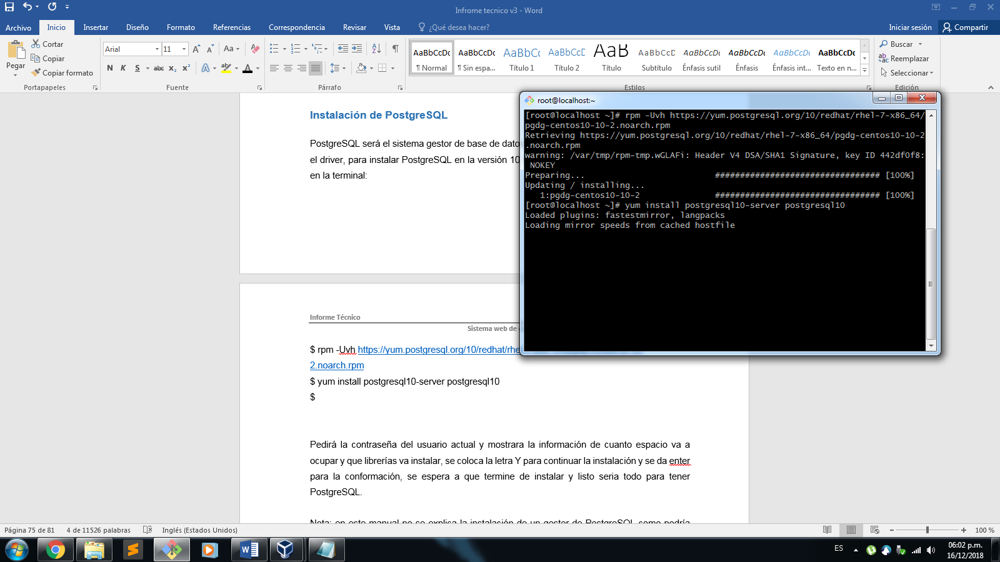 Infrome tecnico v3 - Word
Archivo Inicio Insertar Diseño Formato Referencias Correspondencia Revisar Vista ¿Qué desea hacer? Iniciar sesión Compartir
Pegar
Cortar
Copiar
Copiar formato
Portapapeles
Arial 11
Aa
N K S abc x₂ x²
A A
Fuente
Párrafo
AaBbCcDc AaBbCcDc AaBbCc AaBbCcD AaB AaBbCcD AaBbCcDc AaBbCcDc AaBbCcDc AaBbCcDc
¶ Normal ¶ Sin espa... Título 1 Título 2 Título Subtítulo Énfasis sutil Énfasis Énfasis int... Texto en n...
Estilos
Buscar
Reemplazar
Seleccionar
Edición
Instalación de PostgreSQL
PostgreSQL será el sistema gestor de base de dato
el driver, para instalar PostgreSQL en la versión 10
en la terminal:
Informe Técnico
Sistema web de
$ rpm -Uvh https://yum.postgresql.org/10/redhat/rhe
2.noarch.rpm
$ yum install postgresql10-server postgresql10
$
Pedirá la contraseña del usuario actual y mostrara la información de cuanto espacio va a
ocupar y que librerías va instalar, se coloca la letra Y para continuar la instalación y se da enter
para la conformación, se espera a que termine de instalar y listo seria todo para tener
PostgreSQL.
Nota: en este manual no se explica la instalación de un gestor de PostgreSQL como podría
root@localhost:~
[root@localhost ~]# rpm -Uvh https://yum.postgresql.org/10/redhat/rhel-7-x86_64/
pgdg-centos10-10-2.noarch.rpm
Retrieving https://yum.postgresql.org/10/redhat/rhel-7-x86_64/pgdg-centos10-10-2
.noarch.rpm
warning: /var/tmp/rpm-tmp.wGLAFi: Header V4 DSA/SHA1 Signature, key ID 442df0f8:
NOKEY
Preparing... ################################# [100%]
Updating / installing...
1:pgdg-centos10-10-2 ################################# [100%]
[root@localhost ~]# yum install postgresql10-server postgresql10
Loaded plugins: fastestmirror, langpacks
Loading mirror speeds from cached hostfile
Página 75 de 81 4 de 11526 palabras Inglés (Estados Unidos) 100 %
ES
06:02 p.m.
16/12/2018